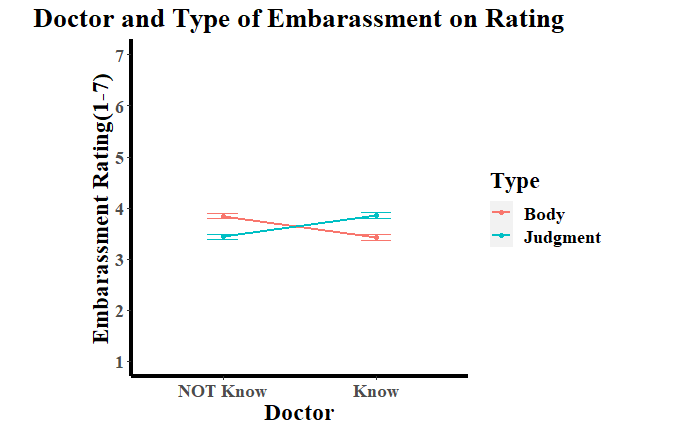 Doctor and Type of Embarassment on Rating
Embarassment Rating(1-7)
7
6
5
4
3
2
1
NOT Know
Know
Doctor
Type
Body
Judgment